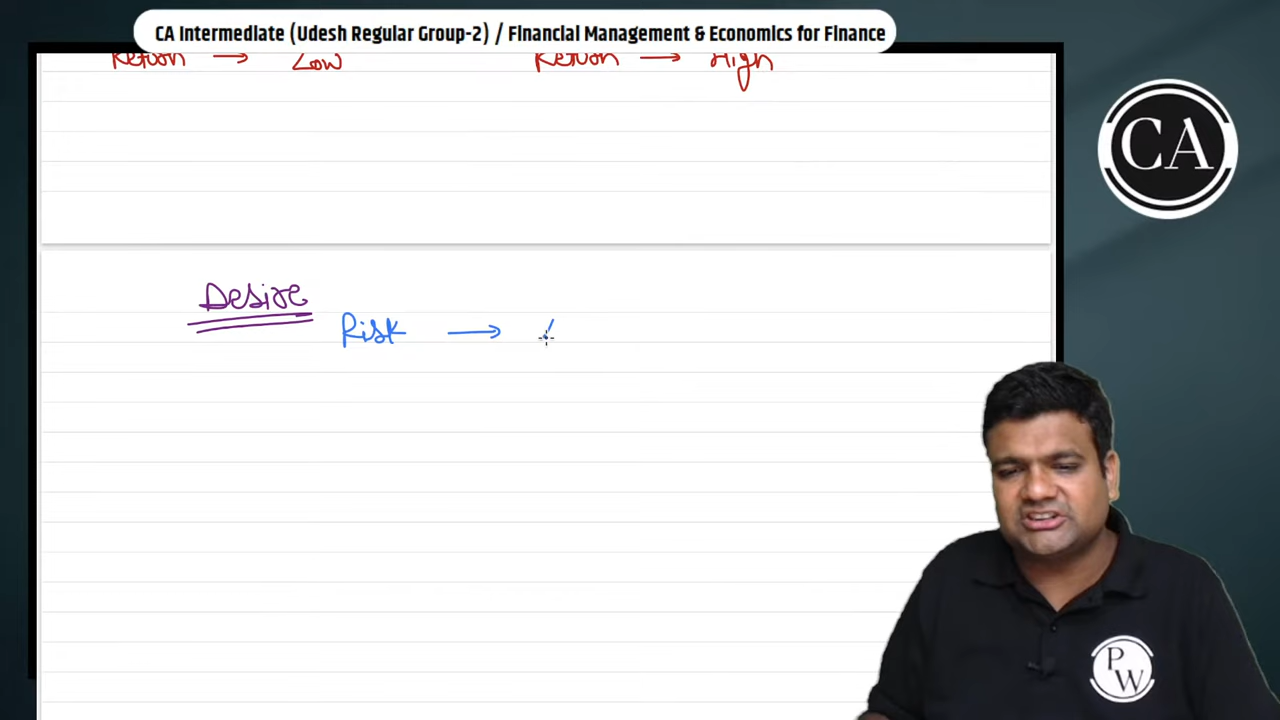 CA Intermediate (Udesh Regular Group-2) / Financial Management & Economics for Finance
Return → Low Return → High
CA
Desire
Risk →
PW